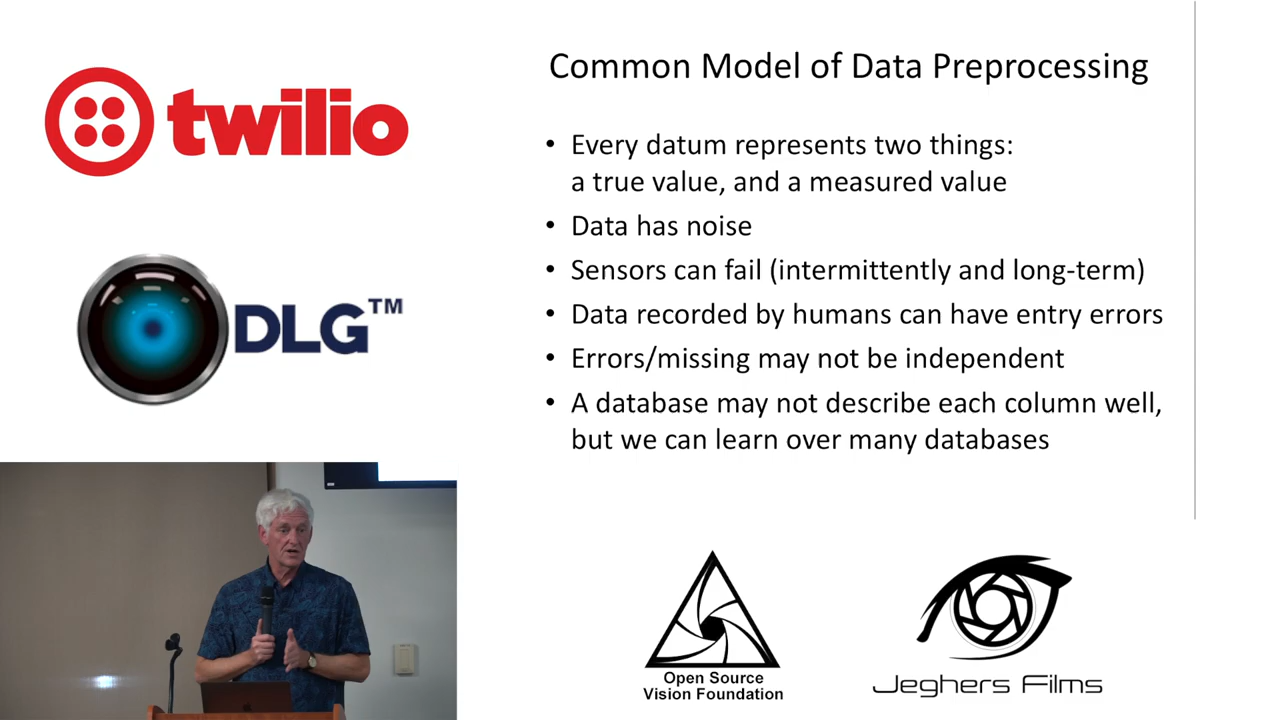 twilio
DLG™
Common Model of Data Preprocessing
• Every datum represents two things:
a true value, and a measured value
• Data has noise
• Sensors can fail (intermittently and long-term)
• Data recorded by humans can have entry errors
• Errors/missing may not be independent
• A database may not describe each column well,
but we can learn over many databases
Open Source
Vision Foundation
Jeghers Films